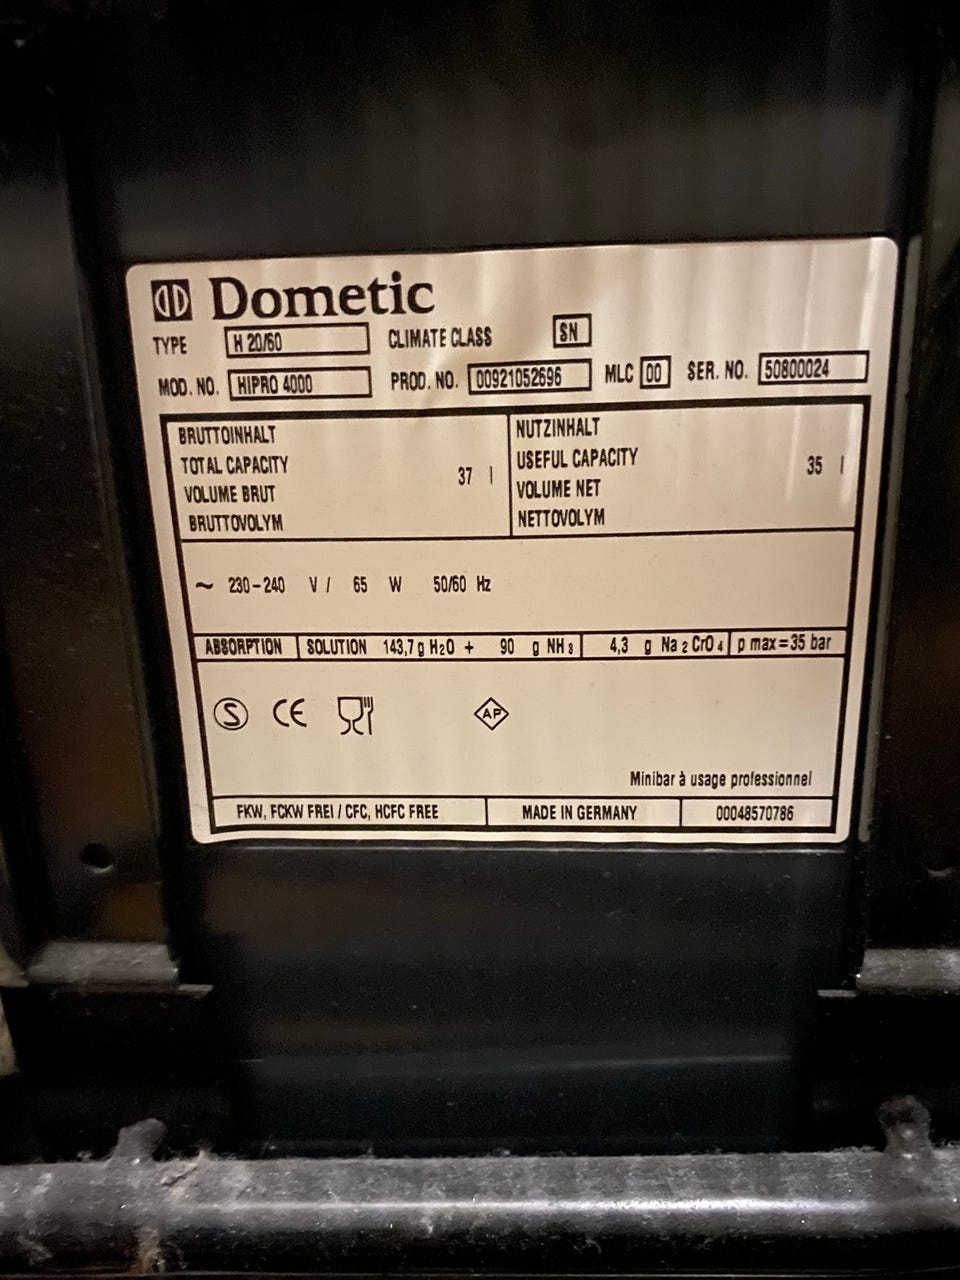 Dometic
TYPE H 20/60 CLIMATE CLASS SN
MOD. NO. HIPRO 4000 PROD. NO. 00921052696 MLC 00 SER. NO. 50800024
BRUTTOINHALT
TOTAL CAPACITY
VOLUME BRUT
BRUTTOVOLYM
37 l
NUTZINHALT
USEFUL CAPACITY
VOLUME NET
NETTOVOLYM
35 l
~ 230-240 V / 65 W 50/60 Hz
ABSORPTION SOLUTION 143,7 g H2O + 90 g NH3 4,3 g Na2CrO4 p max=35 bar
S CE AP
Minibar à usage professionnel
FKW, FCKW FREI / CFC, HCFC FREE MADE IN GERMANY 00048570786